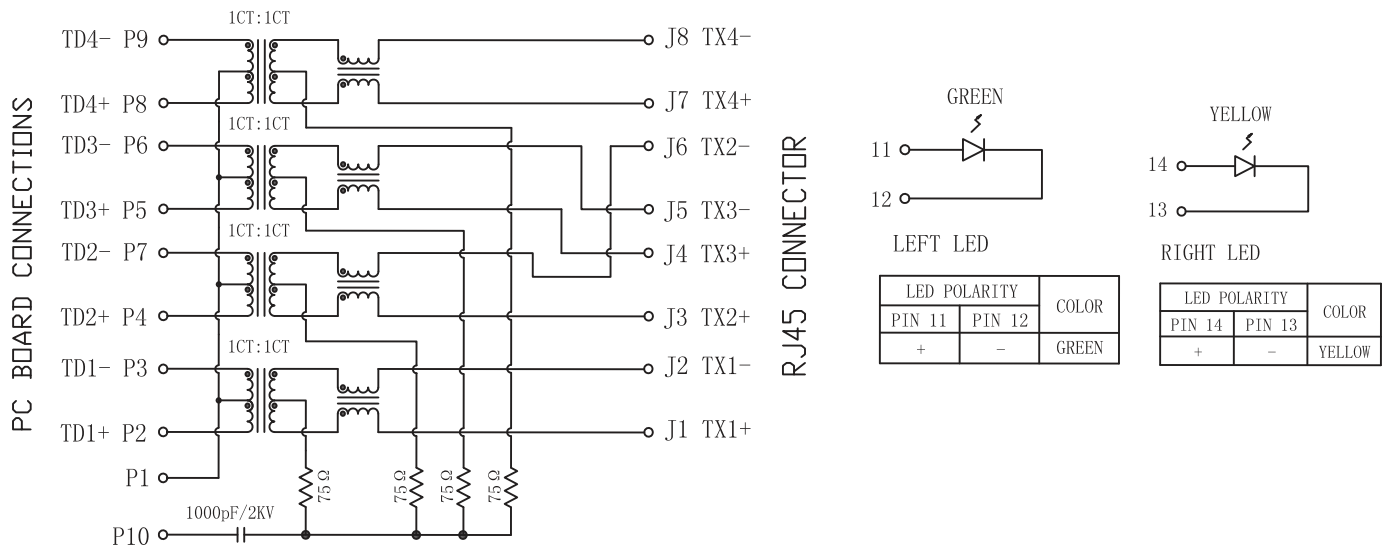 PC BOARD CONNECTIONS
1CT:1CT
TD4- P9
TD4+ P8
1CT:1CT
TD3- P6
TD3+ P5
1CT:1CT
TD2- P7
TD2+ P4
1CT:1CT
TD1- P3
TD1+ P2
P1
P10
1000pF/2KV
75Ω
75Ω
75Ω
75Ω
J8 TX4-
J7 TX4+
J6 TX2-
J5 TX3-
J4 TX3+
J3 TX2+
J2 TX1-
J1 TX1+
RJ45 CONNECTOR
GREEN
11
12
LEFT LED
LED POLARITY COLOR
PIN 11 PIN 12
+ - GREEN
YELLOW
14
13
RIGHT LED
LED POLARITY COLOR
PIN 14 PIN 13
+ - YELLOW